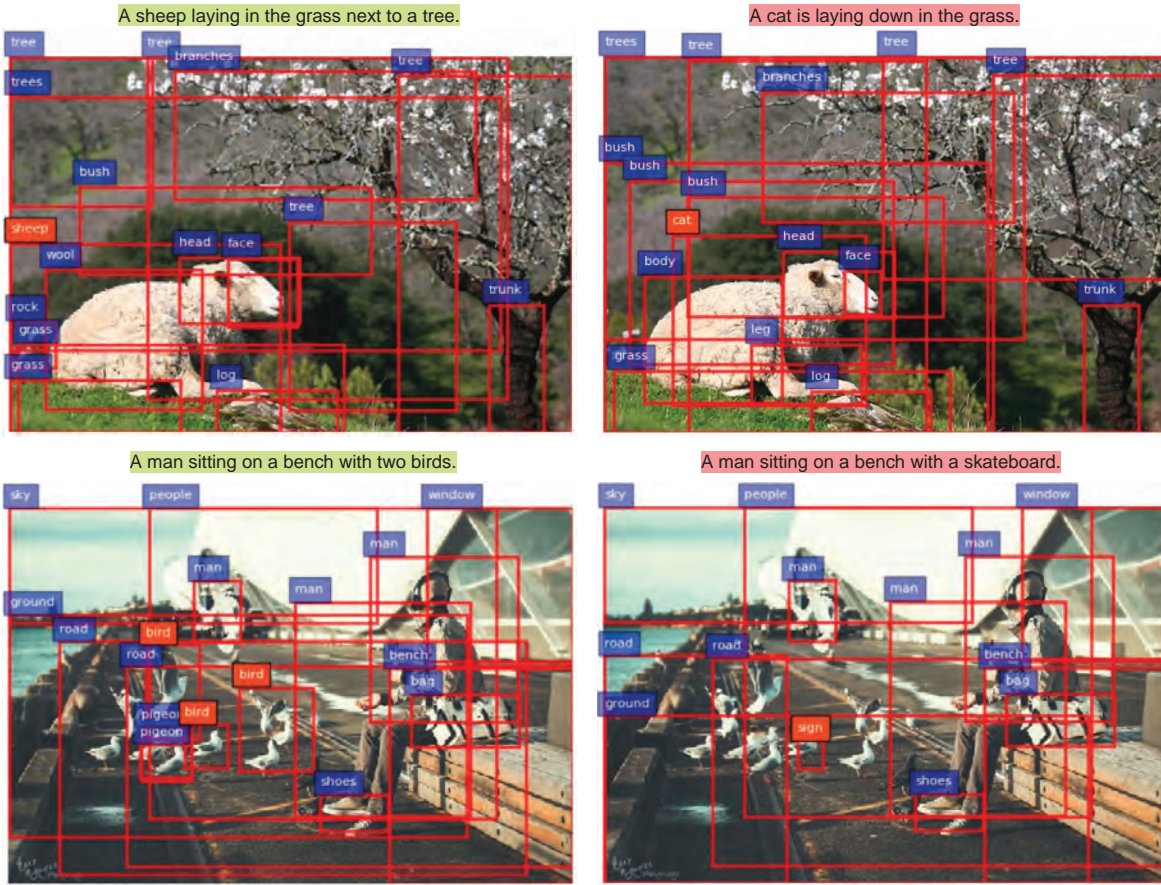 A sheep laying in the grass next to a tree.
tree
tree
branches
tree
trees
bush
tree
sheep
head
face
wool
trunk
rock
grass
grass
log
A cat is laying down in the grass.
trees
tree
tree
tree
branches
bush
bush
bush
cat
head
body
face
trunk
leg
grass
log
A man sitting on a bench with two birds.
sky
people
window
man
man
man
ground
road
bird
road
bench
bird
bag
bird
pigeon
shoes
A man sitting on a bench with a skateboard.
sky
people
window
man
man
man
road
road
bench
bag
ground
sign
shoes